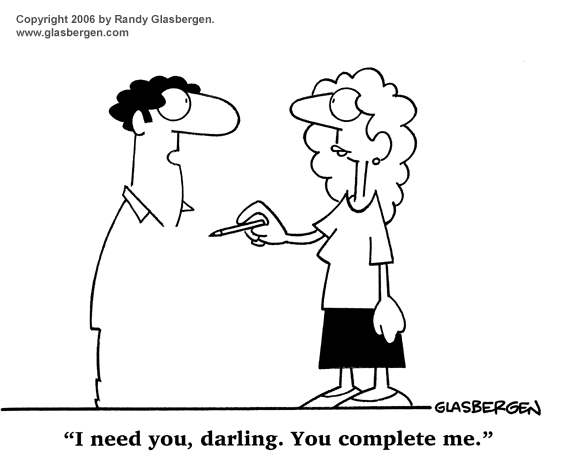 Copyright 2006 by Randy Glasbergen.
www.glasbergen.com
GLASBERGEN
“I need you, darling. You complete me.”